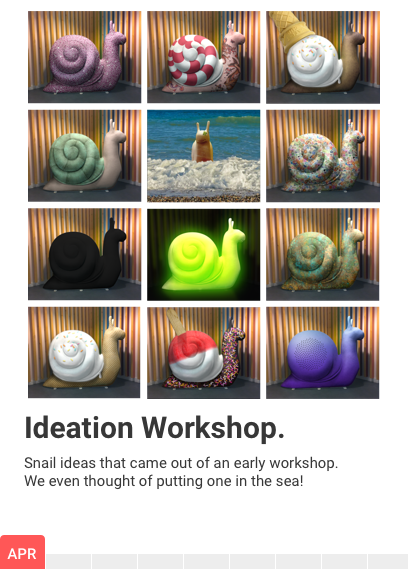 Ideation Workshop.
Snail ideas that came out of an early workshop.
We even thought of putting one in the sea!
APR